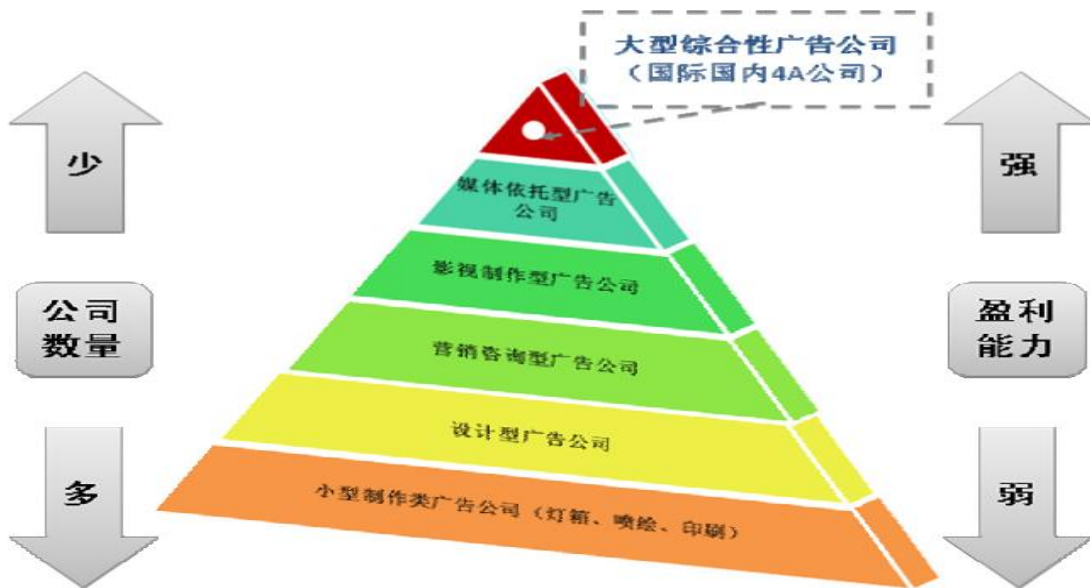 大型综合性广告公司
（国际国内4A公司）
少
强
媒体依托型广告
公司
影视制作型广告公司
公司
数量
盈利
能力
营销咨询型广告公司
设计型广告公司
多
弱
小型制作类广告公司（灯箱、喷绘、印刷）